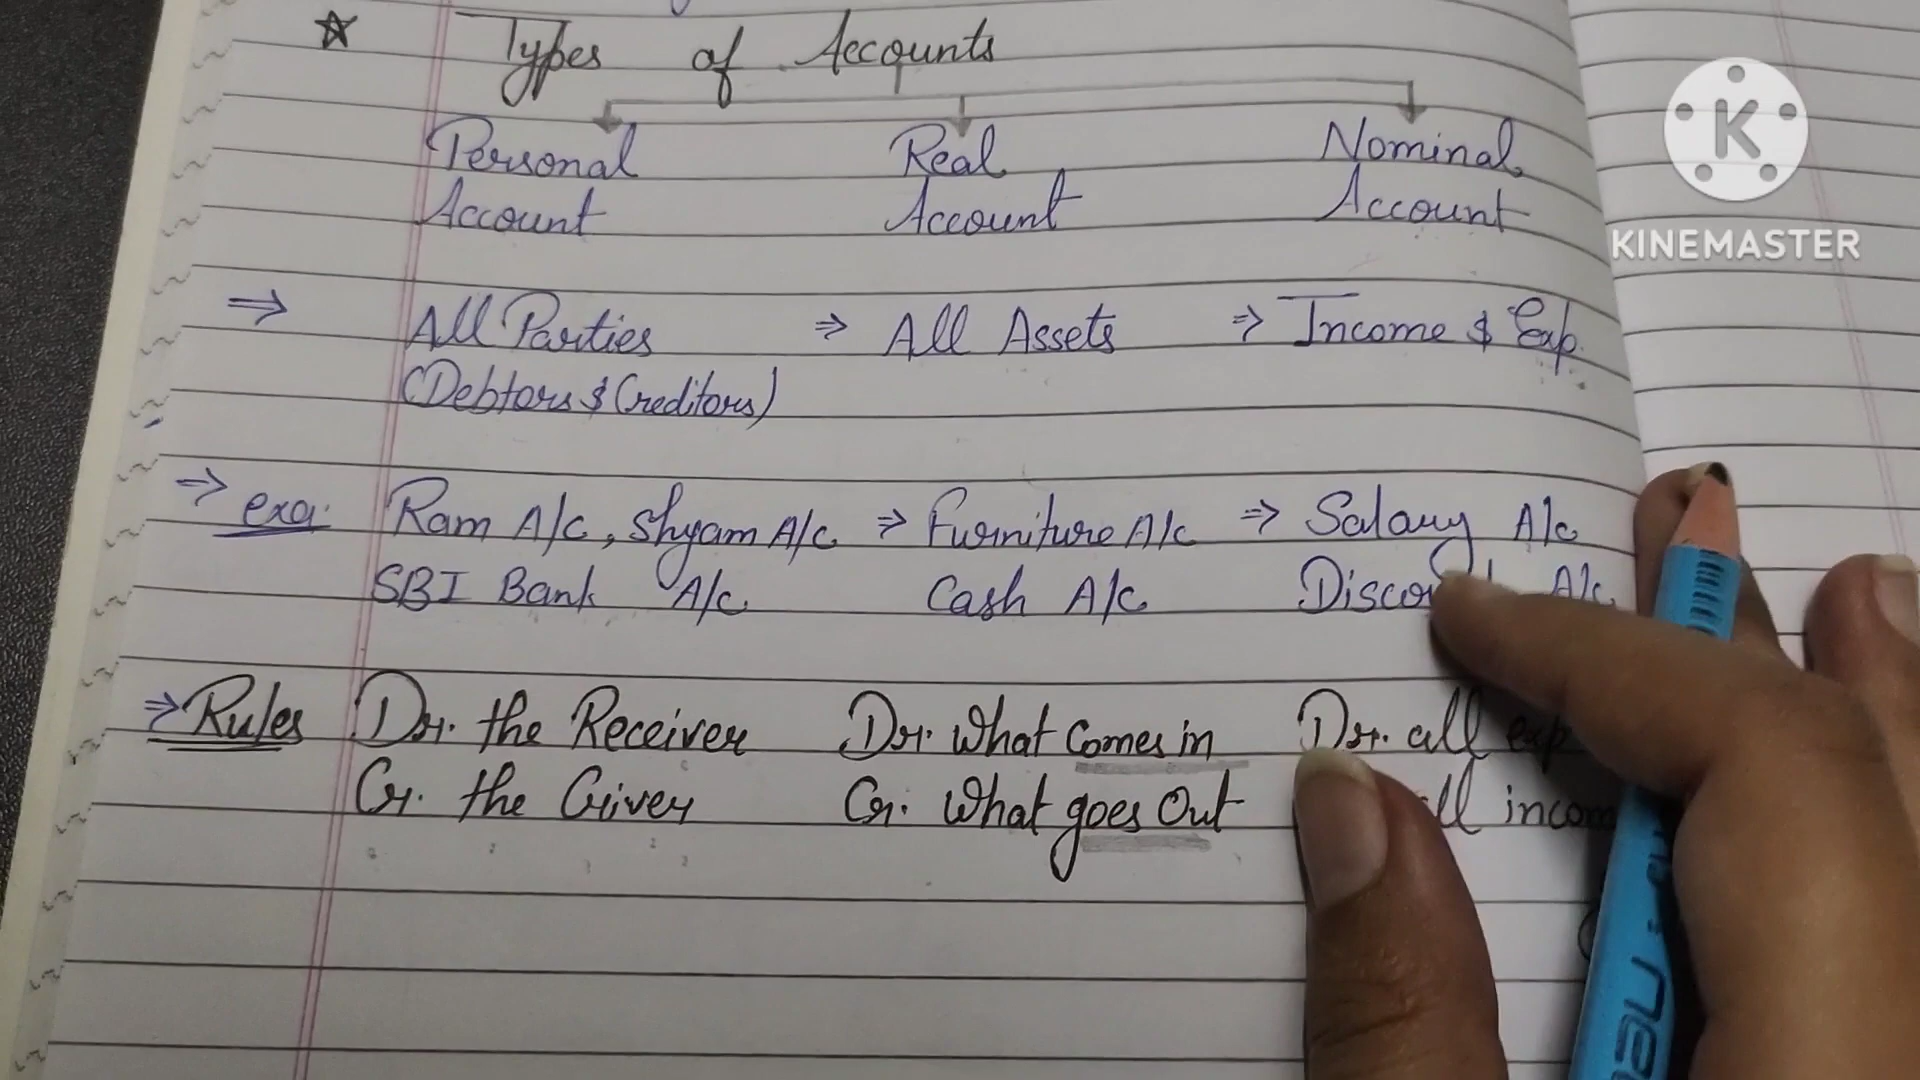 Types of Accounts
Personal Account
Real Account
Nominal Account
⇒ All Parties (Debtors & Creditors)
⇒ All Assets
⇒ Income & Exp.
⇒ exa. Ram A/c, Shyam A/c ⇒ Furniture A/c ⇒ Salary A/c
SBI Bank A/c Cash A/c A/c
⇒ Rules Dr. the Receiver Dr. What Comes in Dr. all exp
Cr. the Giver Cr. What goes Out
K
KINEMASTER